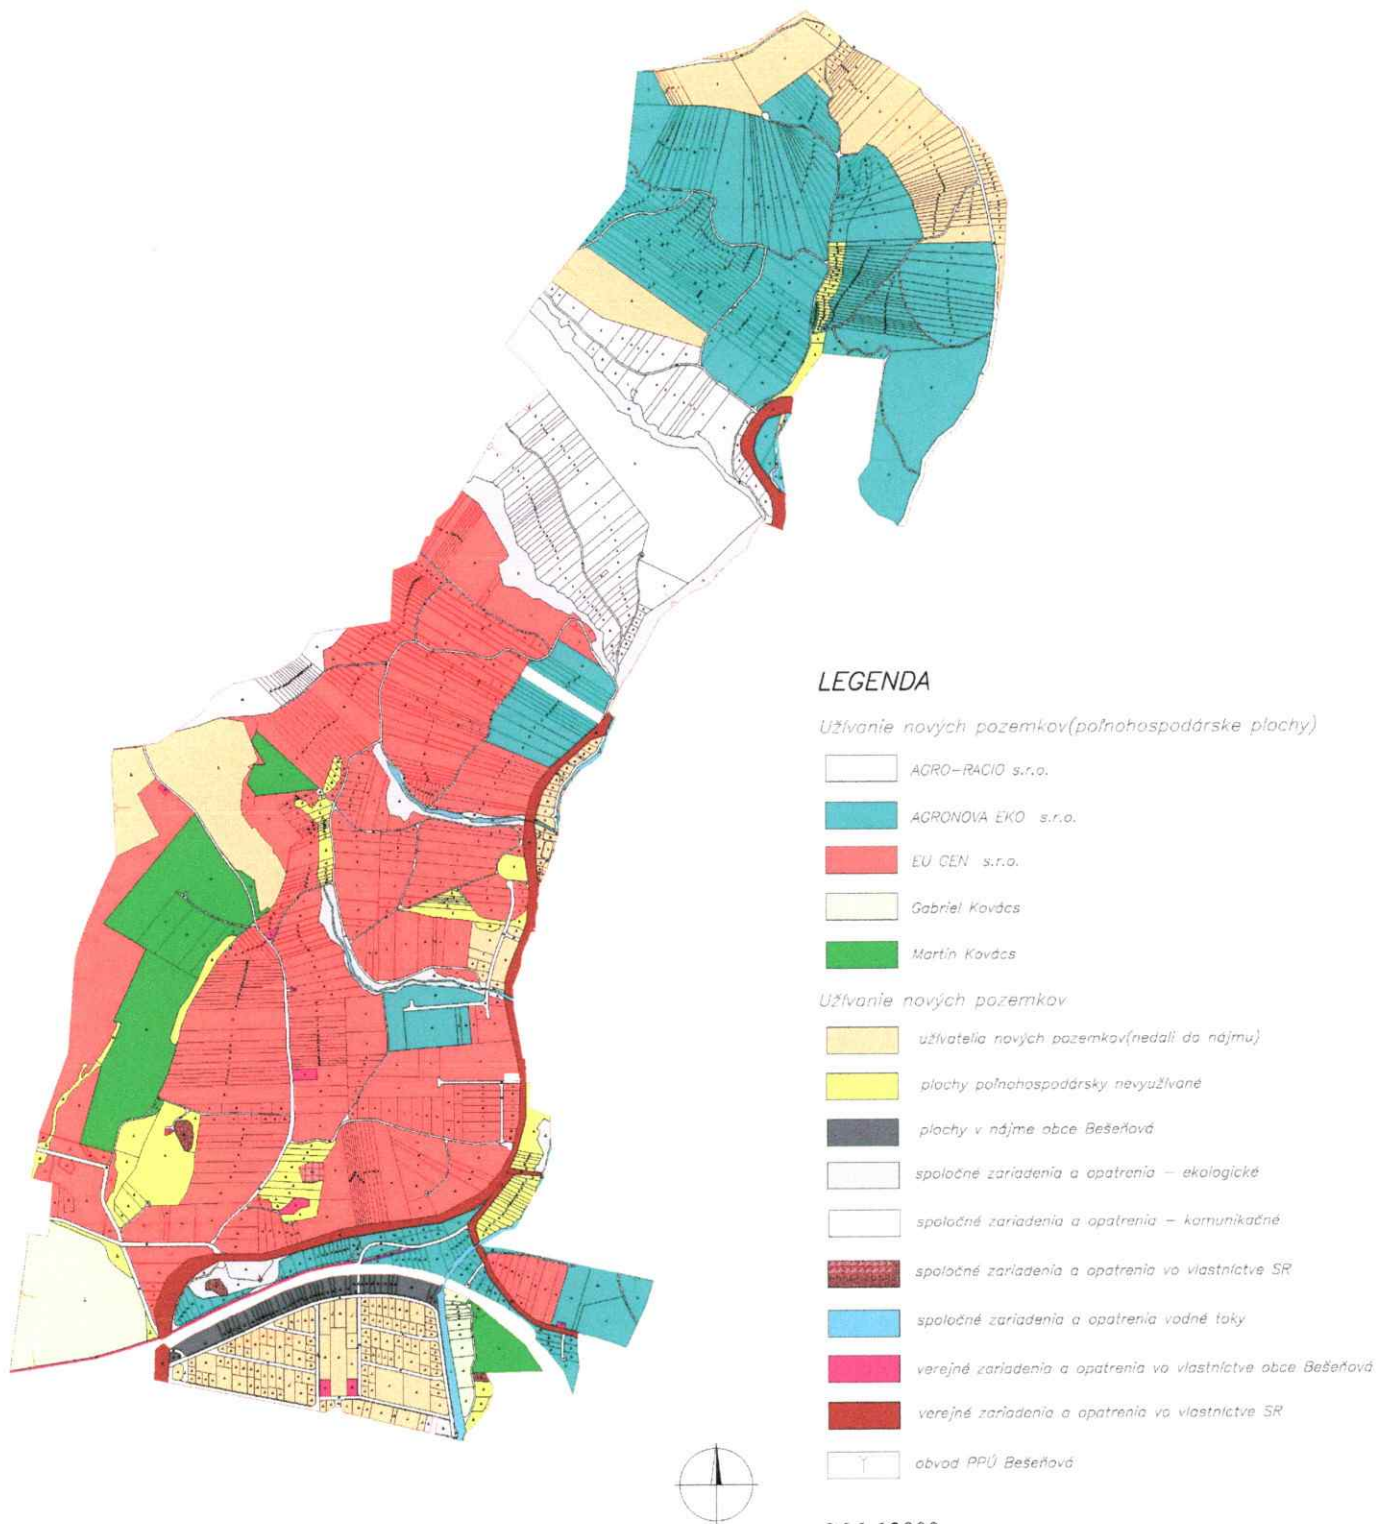 LEGENDA
Užívanie nových pozemkov(poľnohospodárske plochy)
AGRO-RACIO s.r.o.
AGRONOVA EKO s.r.o.
EU GEN s.r.o.
Gabriel Kovács
Martin Kovács
Užívanie nových pozemkov
užívatelia nových pozemkov(nedali do nájmu)
plochy poľnohospodársky nevyužívané
plochy v nájme obce Bešeňová
spoločné zariadenia a opatrenia – ekologické
spoločné zariadenia a opatrenia – komunikačné
spoločné zariadenia a opatrenia vo vlastníctve SR
spoločné zariadenia a opatrenia vodné toky
verejné zariadenia a opatrenia vo vlastníctve obce Bešeňová
verejné zariadenia a opatrenia vo vlastníctve SR
obvod PPÚ Bešeňová